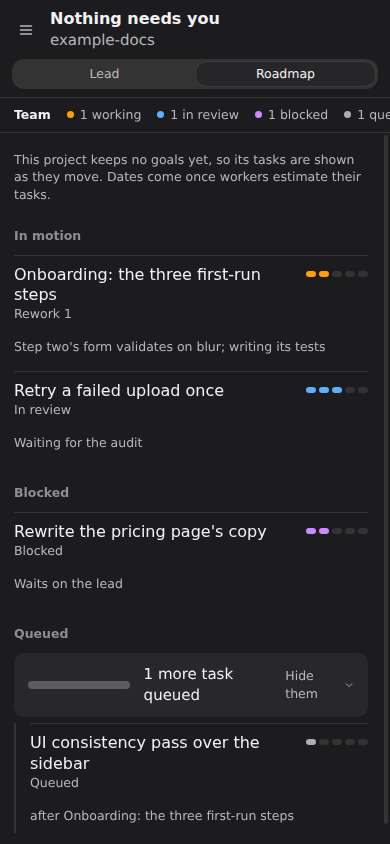 Nothing needs you
example-docs
Lead
Roadmap
Team 1 working 1 in review 1 blocked 1 que
This project keeps no goals yet, so its tasks are shown
as they move. Dates come once workers estimate their
tasks.
In motion
Onboarding: the three first-run
steps
Rework 1
Step two's form validates on blur; writing its tests
Retry a failed upload once
In review
Waiting for the audit
Blocked
Rewrite the pricing page's copy
Blocked
Waits on the lead
Queued
1 more task
queued
Hide
them
UI consistency pass over the
sidebar
Queued
after Onboarding: the three first-run steps